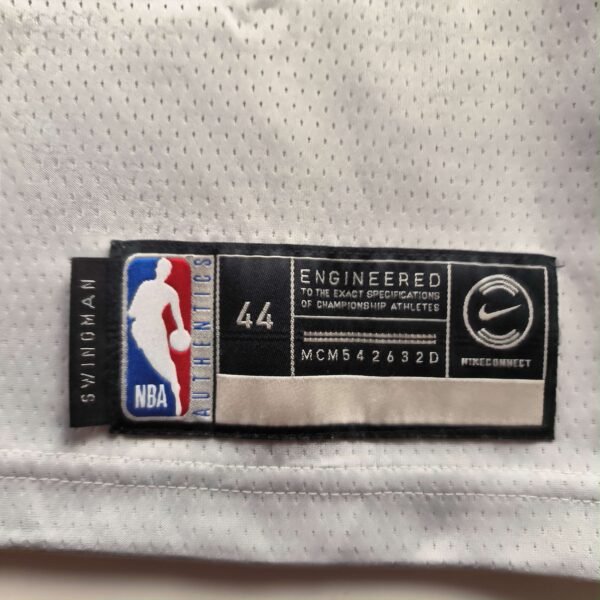 SWINGMAN
NBA
AUTHENTICS
44
ENGINEERED
TO THE EXACT SPECIFICATIONS
OF CHAMPIONSHIP ATHLETES
MCM542632D
NIKECONNECT